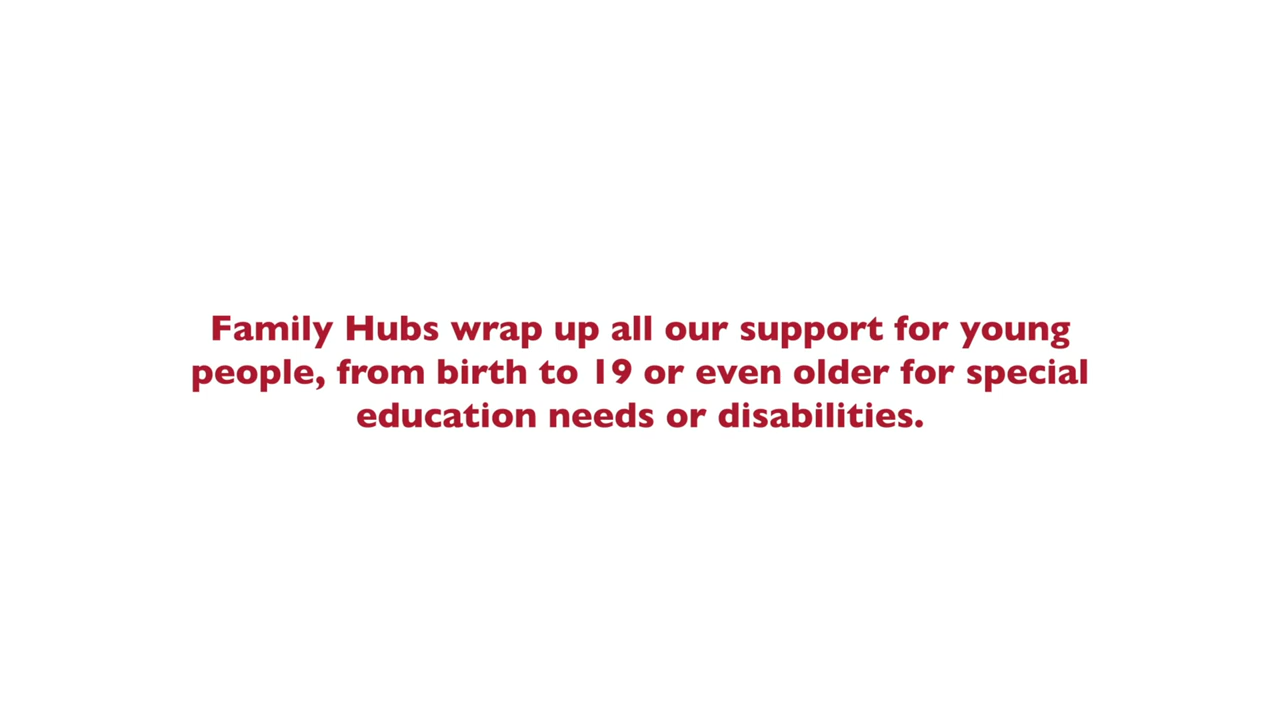 Family Hubs wrap up all our support for young
people, from birth to 19 or even older for special
education needs or disabilities.